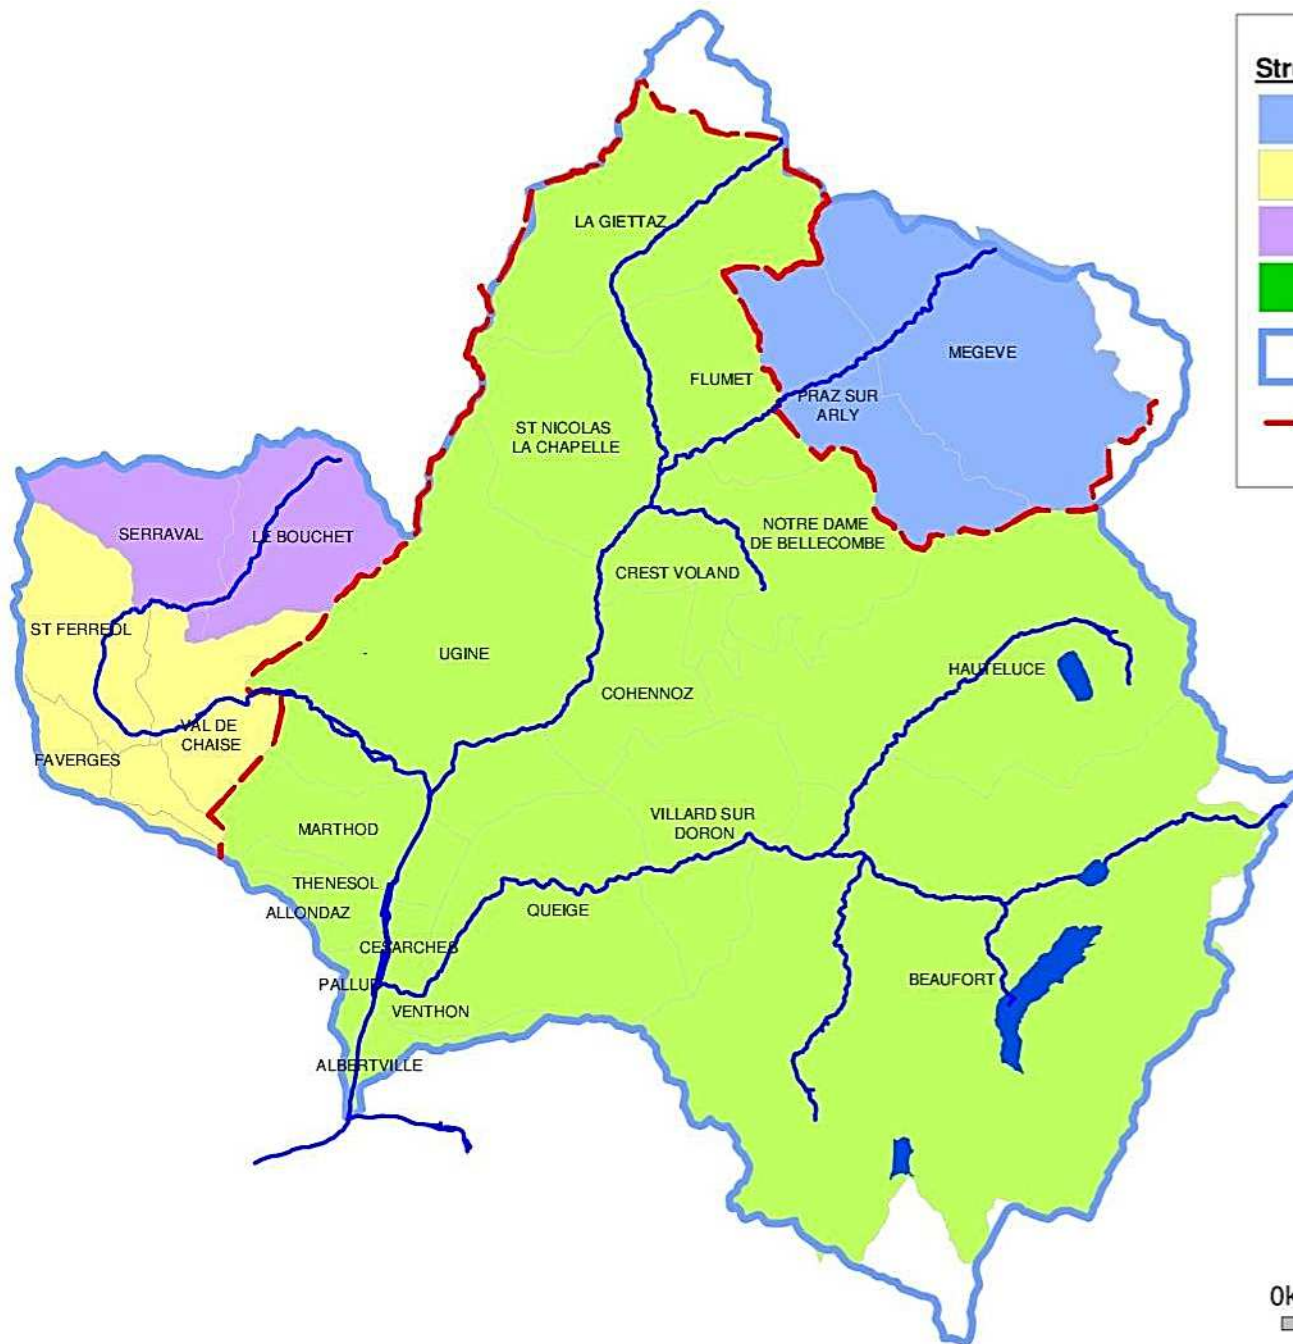 Str
LA GIETTAZ
MEGEVE
FLUMET
PRAZ SUR
ARLY
ST NICOLAS
LA CHAPELLE
SERRAVAL
LE BOUCHET
NOTRE DAME
DE BELLECOMBE
CREST VOLAND
ST FERREOL
UGINE
HAUTELUCE
COHENNOZ
VAL DE
CHAISE
FAVERGES
VILLARD SUR
DORON
MARTHOD
THENESOL
ALLONDAZ
QUEIGE
CESARCHES
BEAUFORT
PALLUD
VENTHON
ALBERTVILLE
0k